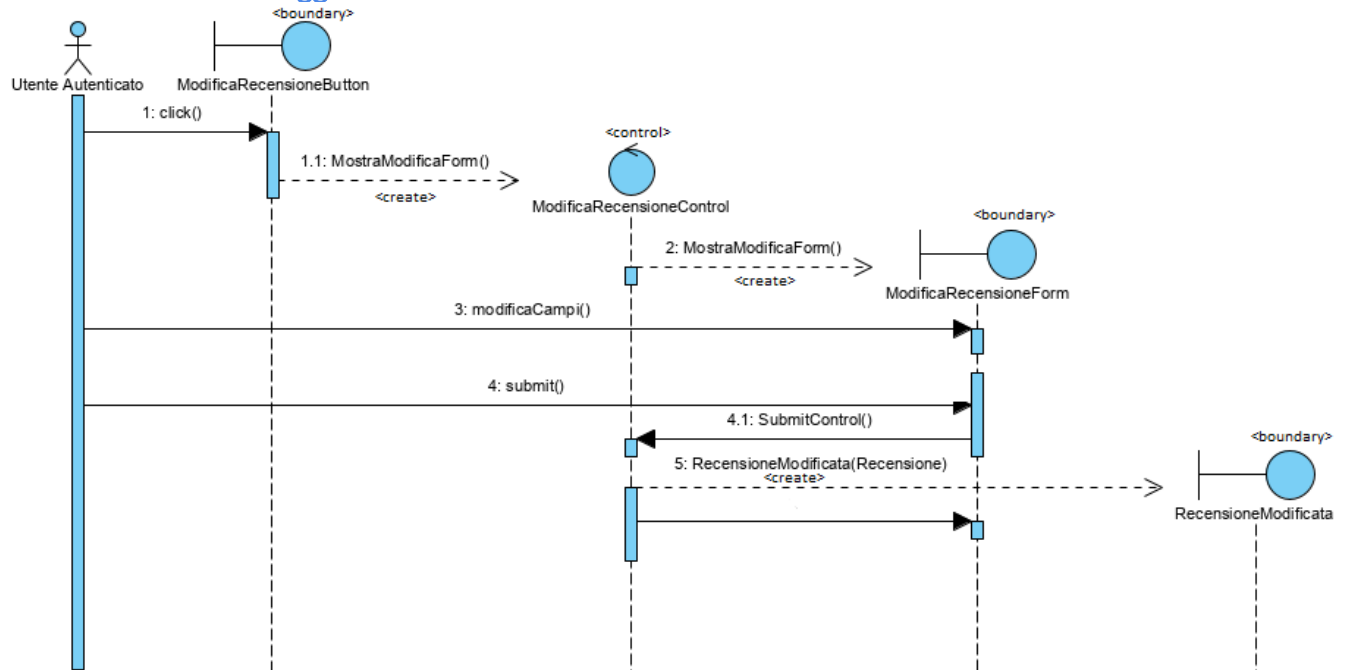 <boundary>
Utente Autenticato
ModificaRecensioneButton
1: click()
<control>
1.1: MostraModificaForm()
<create>
ModificaRecensioneControl
<boundary>
2: MostraModificaForm()
<create>
ModificaRecensioneForm
3: modificaCampi()
4: submit()
4.1: SubmitControl()
<boundary>
5: RecensioneModificata(Recensione)
<create>
RecensioneModificata